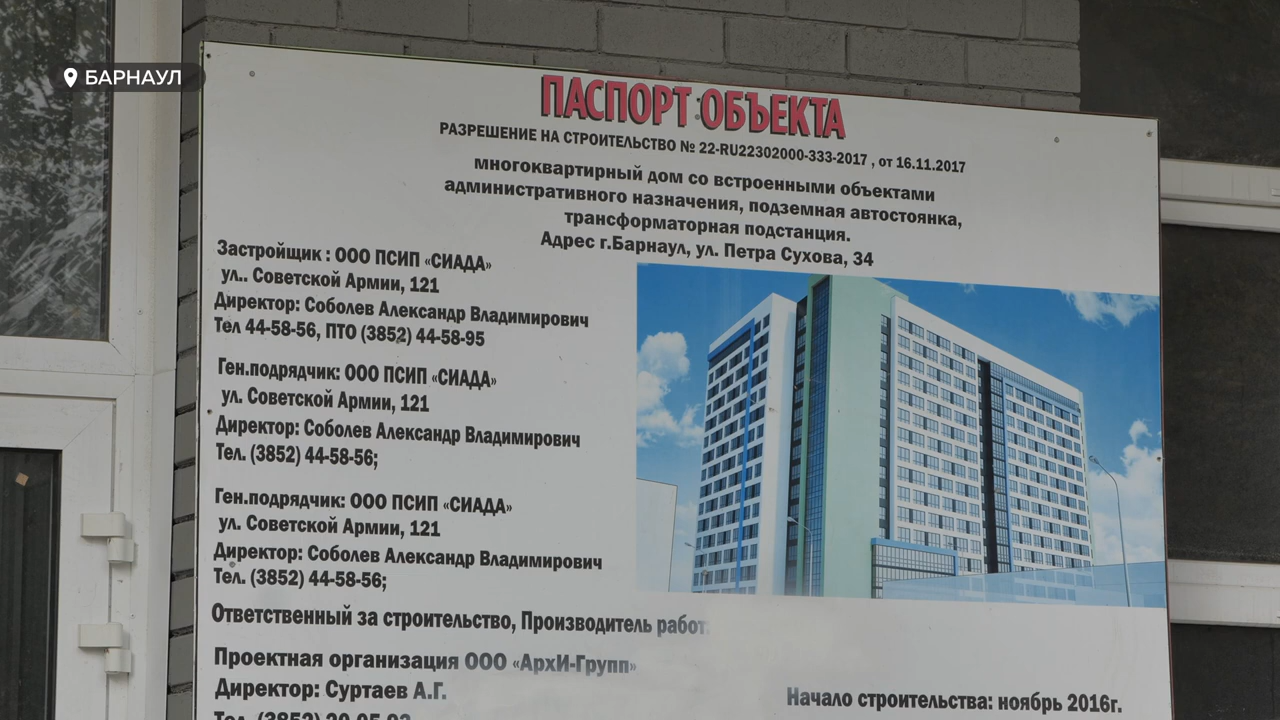 БАРНАУЛ
ПАСПОРТ ОБЪЕКТА
РАЗРЕШЕНИЕ НА СТРОИТЕЛЬСТВО № 22-RU22302000-333-2017 , от 16.11.2017
многоквартирный дом со встроенными объектами
административного назначения, подземная автостоянка,
трансформаторная подстанция.
Адрес г.Барнаул, ул. Петра Сухова, 34
Застройщик : ООО ПСИП «СИАДА»
ул.. Советской Армии, 121
Директор: Соболев Александр Владимирович
Тел 44-58-56, ПТО (3852) 44-58-95
Ген.подрядчик: ООО ПСИП «СИАДА»
ул. Советской Армии, 121
Директор: Соболев Александр Владимирович
Тел. (3852) 44-58-56;
Ген.подрядчик: ООО ПСИП «СИАДА»
ул. Советской Армии, 121
Директор: Соболев Александр Владимирович
Тел. (3852) 44-58-56;
Ответственный за строительство, Производитель работ:
Проектная организация ООО «АрхИ-Групп»
Директор: Суртаев А.Г.
Начало строительства: ноябрь 2016г.
Тел. (3852)